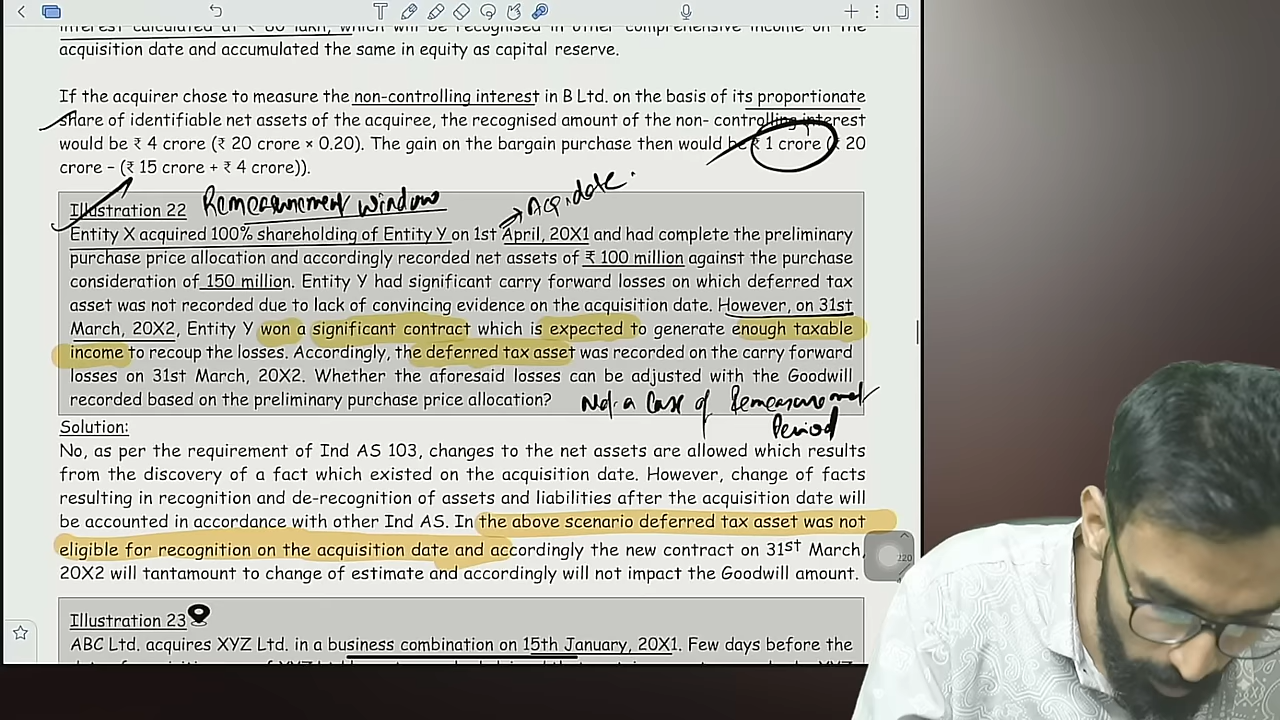 interest calculated at ₹ 60 lakh, which will be recognised in other comprehensive income on the
acquisition date and accumulated the same in equity as capital reserve.
If the acquirer chose to measure the non-controlling interest in B Ltd. on the basis of its proportionate
share of identifiable net assets of the acquiree, the recognised amount of the non- controlling interest
would be ₹ 4 crore (₹ 20 crore × 0.20). The gain on the bargain purchase then would be ₹ 1 crore (₹ 20
crore – (₹ 15 crore + ₹ 4 crore)).
Illustration 22 Remeasurement window
→ Acq. date.
Entity X acquired 100% shareholding of Entity Y on 1st April, 20X1 and had complete the preliminary
purchase price allocation and accordingly recorded net assets of ₹ 100 million against the purchase
consideration of 150 million. Entity Y had significant carry forward losses on which deferred tax
asset was not recorded due to lack of convincing evidence on the acquisition date. However, on 31st
March, 20X2, Entity Y won a significant contract which is expected to generate enough taxable
income to recoup the losses. Accordingly, the deferred tax asset was recorded on the carry forward
losses on 31st March, 20X2. Whether the aforesaid losses can be adjusted with the Goodwill
recorded based on the preliminary purchase price allocation? Not a Case of Remeasurement
Period
Solution:
No, as per the requirement of Ind AS 103, changes to the net assets are allowed which results
from the discovery of a fact which existed on the acquisition date. However, change of facts
resulting in recognition and de-recognition of assets and liabilities after the acquisition date will
be accounted in accordance with other Ind AS. In the above scenario deferred tax asset was not
eligible for recognition on the acquisition date and accordingly the new contract on 31st March,
20X2 will tantamount to change of estimate and accordingly will not impact the Goodwill amount.
220
Illustration 23
ABC Ltd. acquires XYZ Ltd. in a business combination on 15th January, 20X1. Few days before the